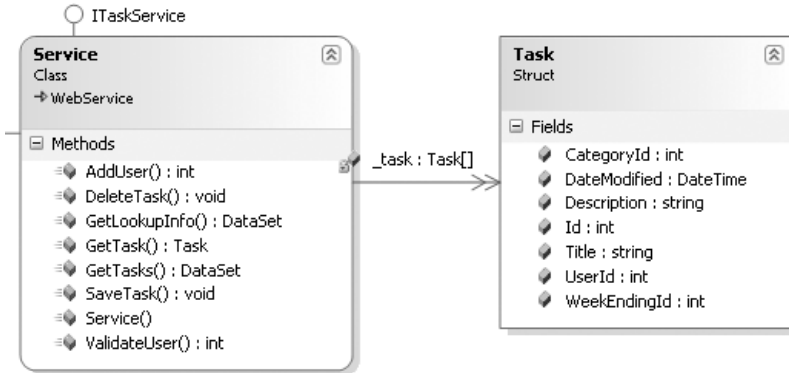 ITaskService
Service
Class
WebService
Methods
AddUser() : int
DeleteTask() : void
GetLookupInfo() : DataSet
GetTask() : Task
GetTasks() : DataSet
SaveTask() : void
Service()
ValidateUser() : int
_task : Task[]
Task
Struct
Fields
CategoryId : int
DateModified : DateTime
Description : string
Id : int
Title : string
UserId : int
WeekEndingId : int